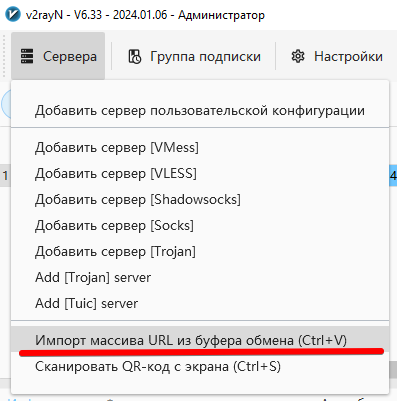 v2rayN - V6.33 - 2024.01.06 - Администратор
Сервера Группа подписки Настройки
Добавить сервер пользовательской конфигурации
Добавить сервер [VMess]
1 Добавить сервер [VLESS] 4
Добавить сервер [Shadowsocks]
Добавить сервер [Socks]
Добавить сервер [Trojan]
Add [Trojan] server
Add [Tuic] server
Импорт массива URL из буфера обмена (Ctrl+V)
Сканировать QR-код с экрана (Ctrl+S)